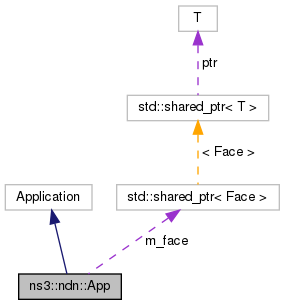 T
ptr
std::shared_ptr< T >
< Face >
Application
std::shared_ptr< Face >
m_face
ns3::ndn::App